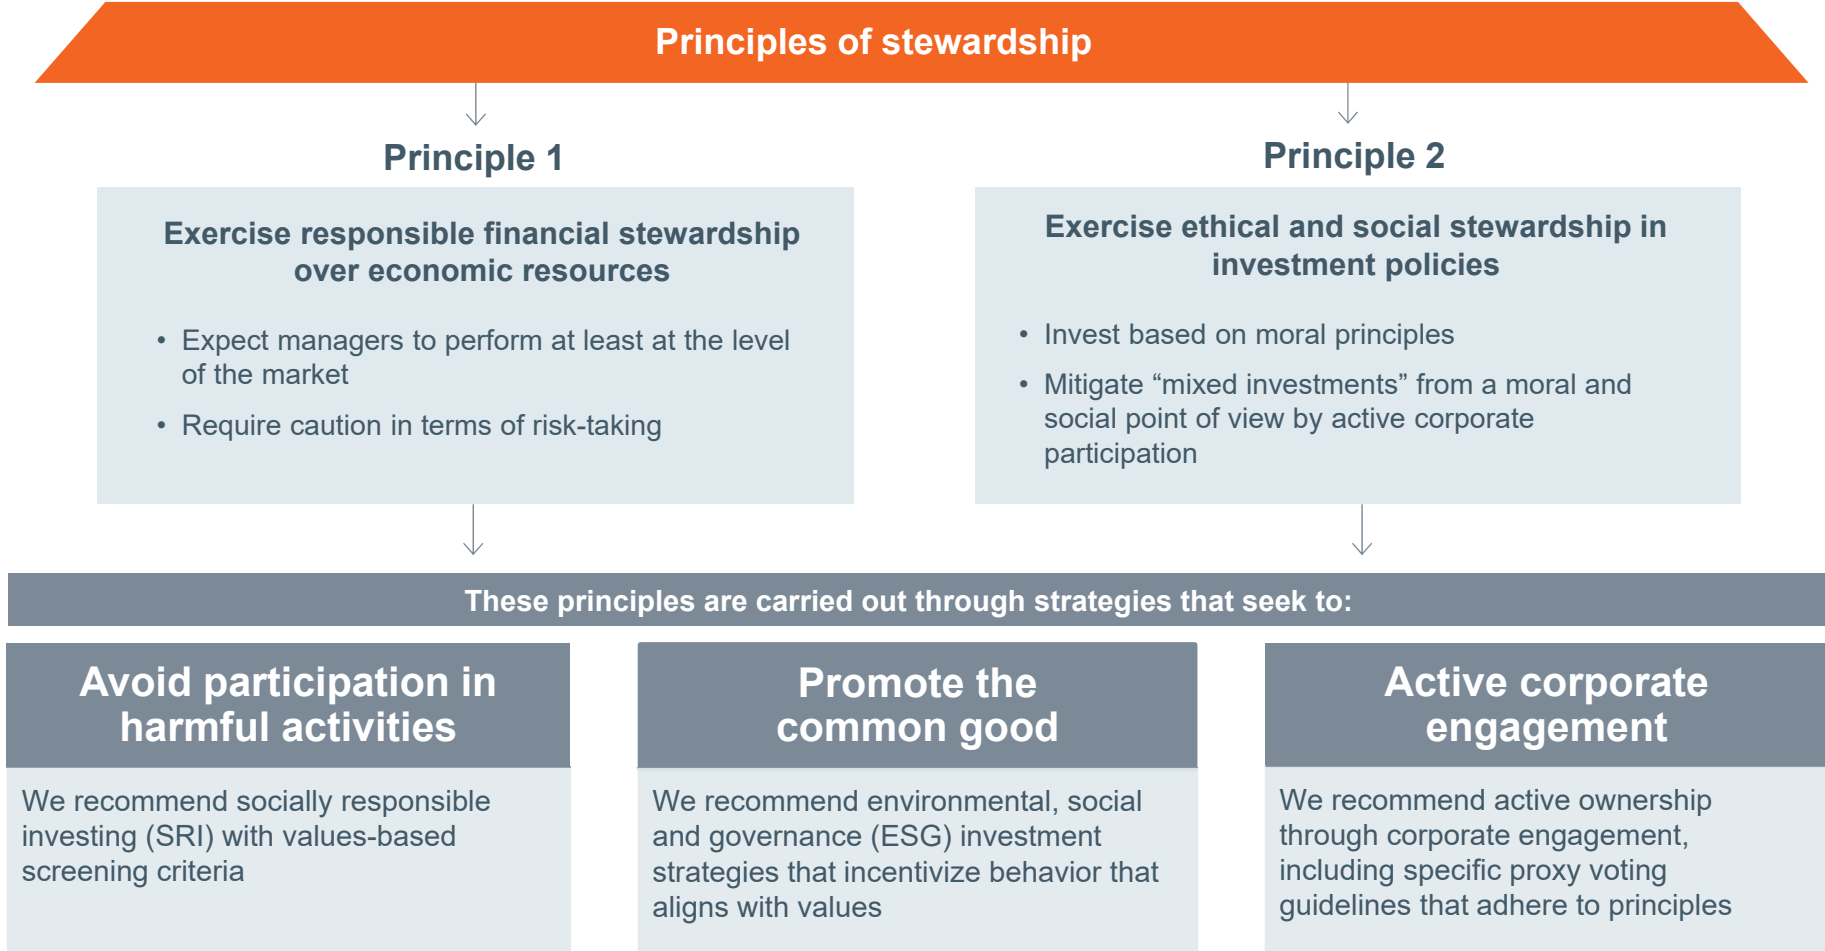 Principles of stewardship
Principle 1
Exercise responsible financial stewardship
over economic resources
• Expect managers to perform at least at the level
of the market
• Require caution in terms of risk-taking
Principle 2
Exercise ethical and social stewardship in
investment policies
• Invest based on moral principles
• Mitigate “mixed investments” from a moral and
social point of view by active corporate
participation
These principles are carried out through strategies that seek to:
Avoid participation in
harmful activities
We recommend socially responsible
investing (SRI) with values-based
screening criteria
Promote the
common good
We recommend environmental, social
and governance (ESG) investment
strategies that incentivize behavior that
aligns with values
Active corporate
engagement
We recommend active ownership
through corporate engagement,
including specific proxy voting
guidelines that adhere to principles